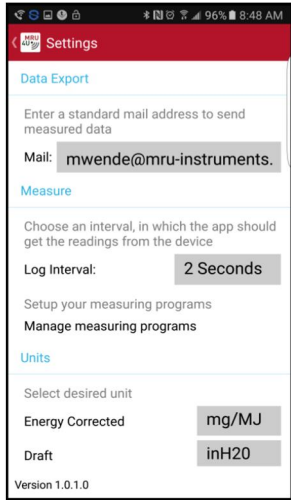 96% 8:48 AM
MRU
4U
Settings
Data Export
Enter a standard mail address to send
measured data
Mail: mwende@mru-instruments.
Measure
Choose an interval, in which the app should
get the readings from the device
Log Interval: 2 Seconds
Setup your measuring programs
Manage measuring programs
Units
Select desired unit
Energy Corrected mg/MJ
Draft inH20
Version 1.0.1.0